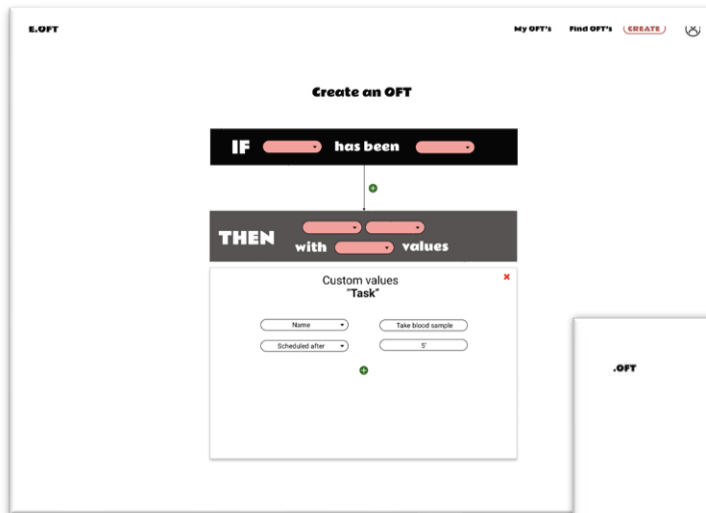 E.OFT
My OFT's Find OFT's CREATE
Create an OFT
IF has been
THEN
with values
Custom values
"Task"
Name Take blood sample
Scheduled after 5'
.OFT